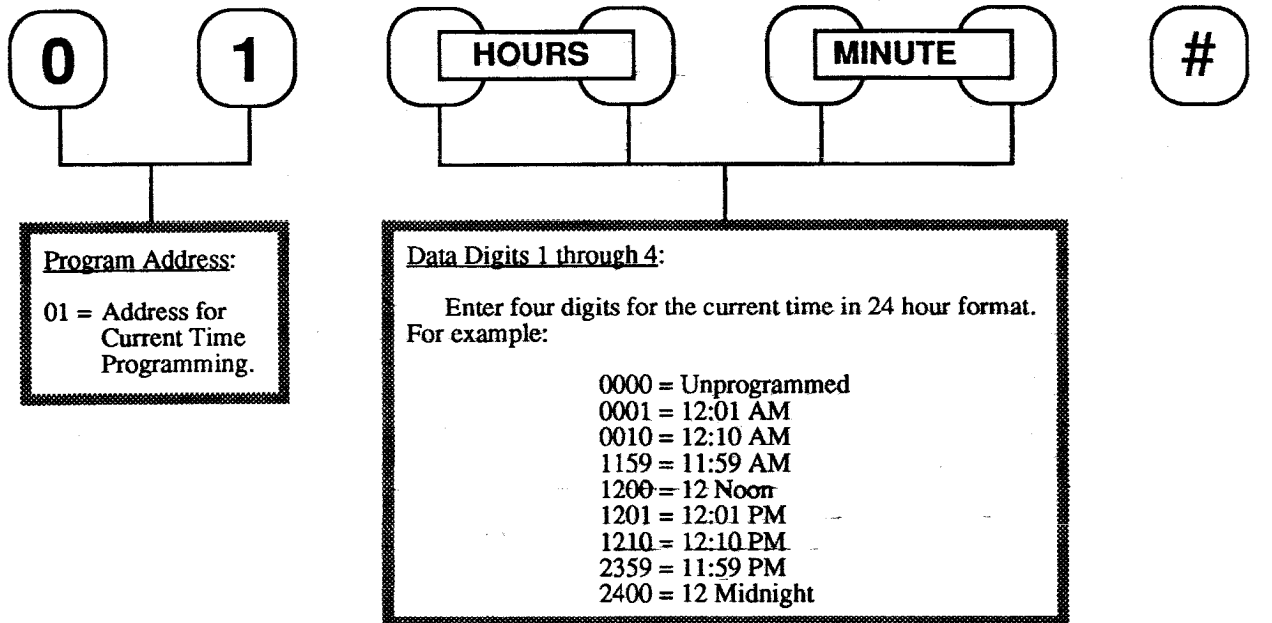 0 1 HOURS MINUTE #
Program Address:
01 = Address for
Current Time
Programming.
Data Digits 1 through 4:
Enter four digits for the current time in 24 hour format.
For example:
0000 = Unprogrammed
0001 = 12:01 AM
0010 = 12:10 AM
1159 = 11:59 AM
1200 = 12 Noon
1201 = 12:01 PM
1210 = 12:10 PM
2359 = 11:59 PM
2400 = 12 Midnight